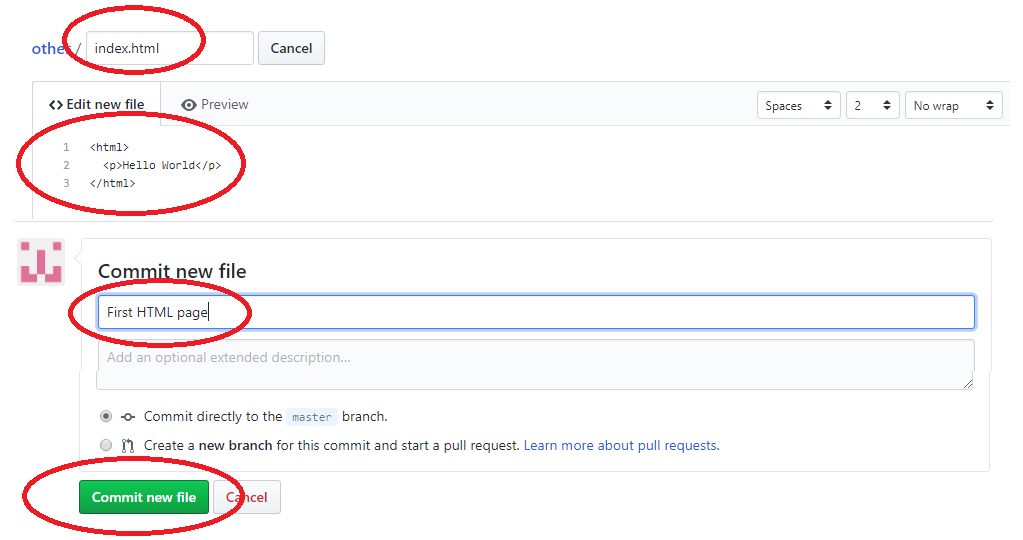 other / index.html Cancel
<> Edit new file Preview Spaces 2 No wrap
1 <html>
2 <p>Hello World</p>
3 </html>
Commit new file
First HTML page
Add an optional extended description...
Commit directly to the master branch.
Create a new branch for this commit and start a pull request. Learn more about pull requests.
Commit new file Cancel